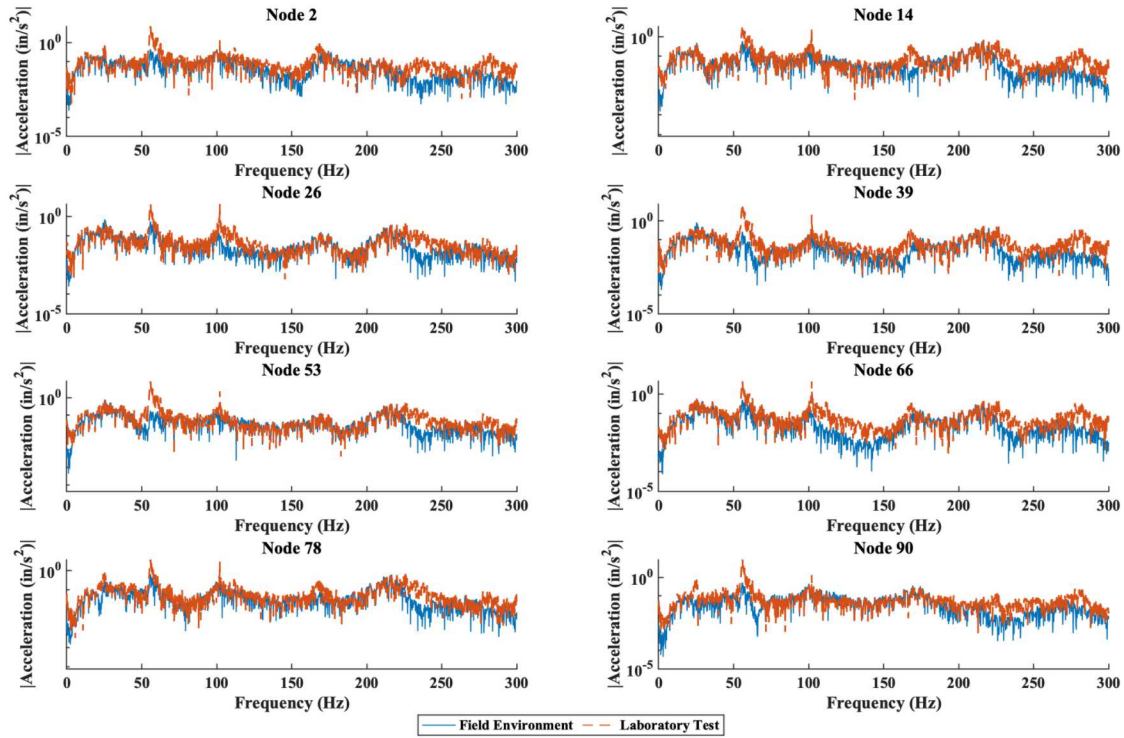 Node 2
|Acceleration (in/s²)|
10⁰
10⁻⁵
0 50 100 150 200 250 300
Frequency (Hz)
Node 14
|Acceleration (in/s²)|
10⁰
10⁻⁵
0 50 100 150 200 250 300
Frequency (Hz)
Node 26
|Acceleration (in/s²)|
10⁰
10⁻⁵
0 50 100 150 200 250 300
Frequency (Hz)
Node 39
|Acceleration (in/s²)|
10⁰
10⁻⁵
0 50 100 150 200 250 300
Frequency (Hz)
Node 53
|Acceleration (in/s²)|
10⁰
0 50 100 150 200 250 300
Frequency (Hz)
Node 66
|Acceleration (in/s²)|
10⁰
10⁻⁵
0 50 100 150 200 250 300
Frequency (Hz)
Node 78
|Acceleration (in/s²)|
10⁰
0 50 100 150 200 250 300
Frequency (Hz)
Node 90
|Acceleration (in/s²)|
10⁰
10⁻⁵
0 50 100 150 200 250 300
Frequency (Hz)
Field Environment
Laboratory Test